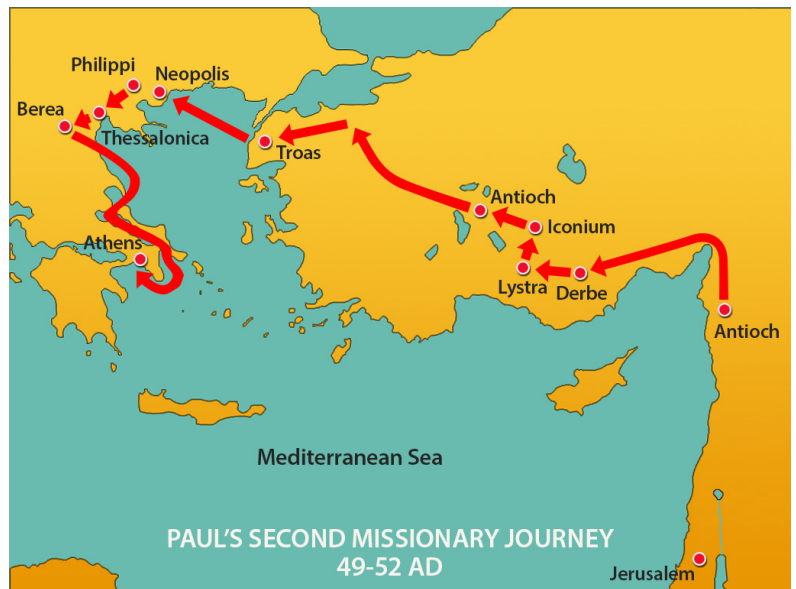 Philippi
Neopolis
Berea
Thessalonica
Troas
Antioch
Iconium
Athens
Lystra
Derbe
Antioch
Mediterranean Sea
PAUL'S SECOND MISSIONARY JOURNEY
49-52 AD
Jerusalem